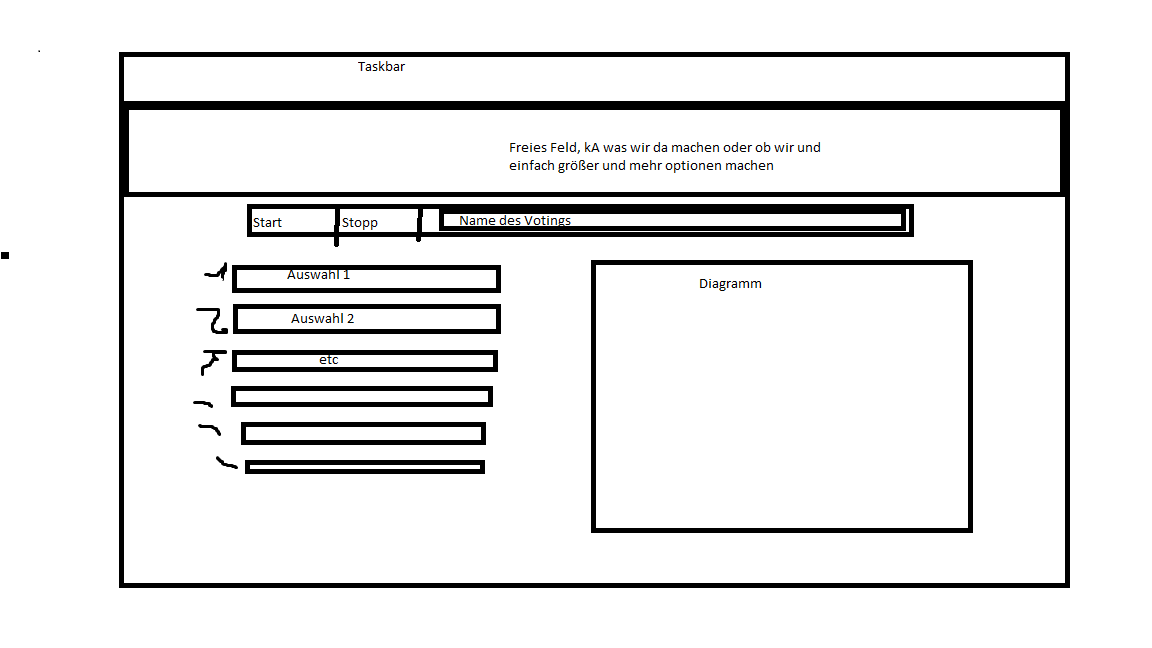 Taskbar
Freies Feld, kA was wir da machen oder ob wir und
einfach größer und mehr optionen machen
Start
Stopp
Name des Votings
1
Auswahl 1
Diagramm
2
Auswahl 2
etc